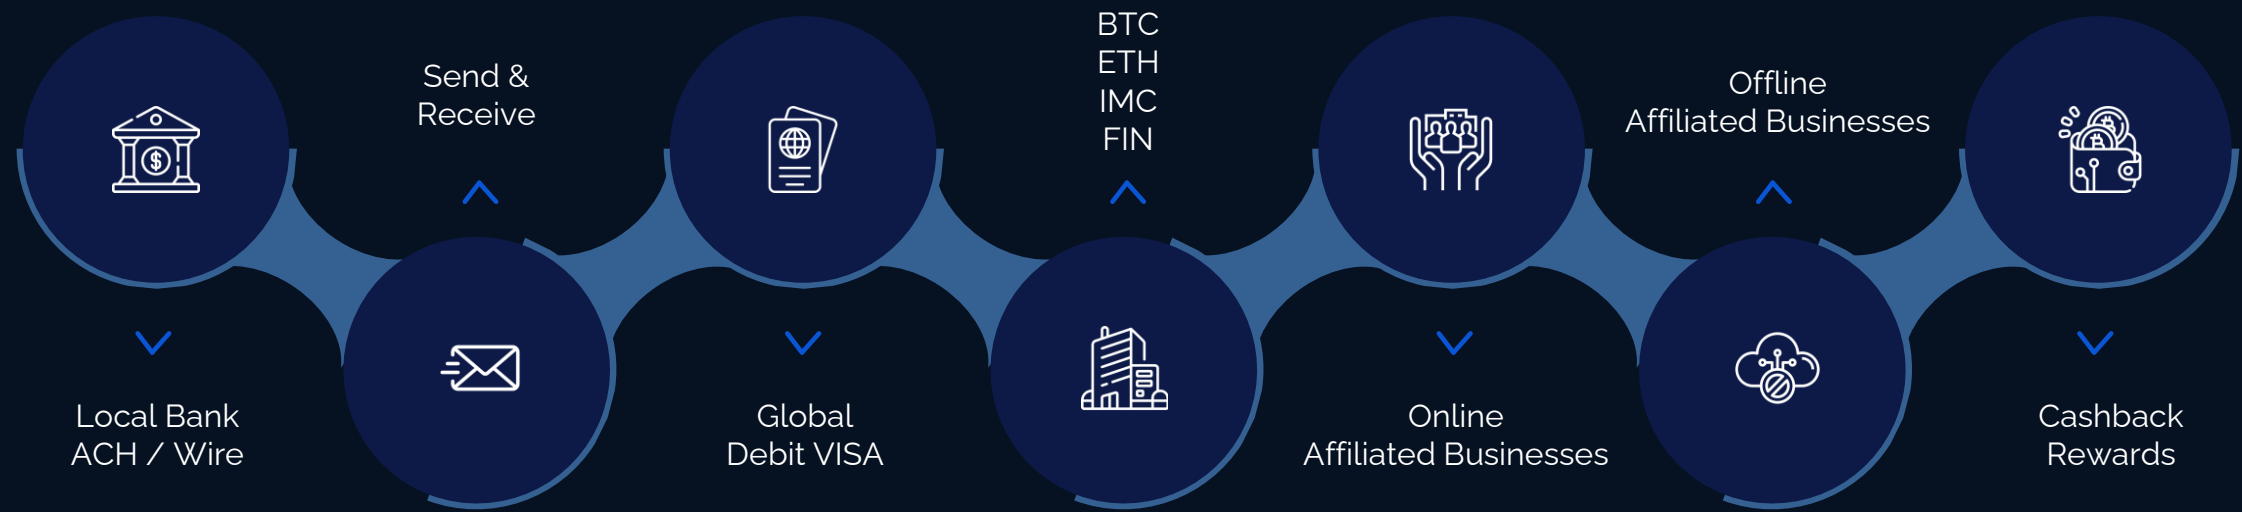 Local Bank
ACH / Wire
Send &
Receive
Global
Debit VISA
BTC
ETH
IMC
FIN
Online
Affiliated Businesses
Offline
Affiliated Businesses
Cashback
Rewards